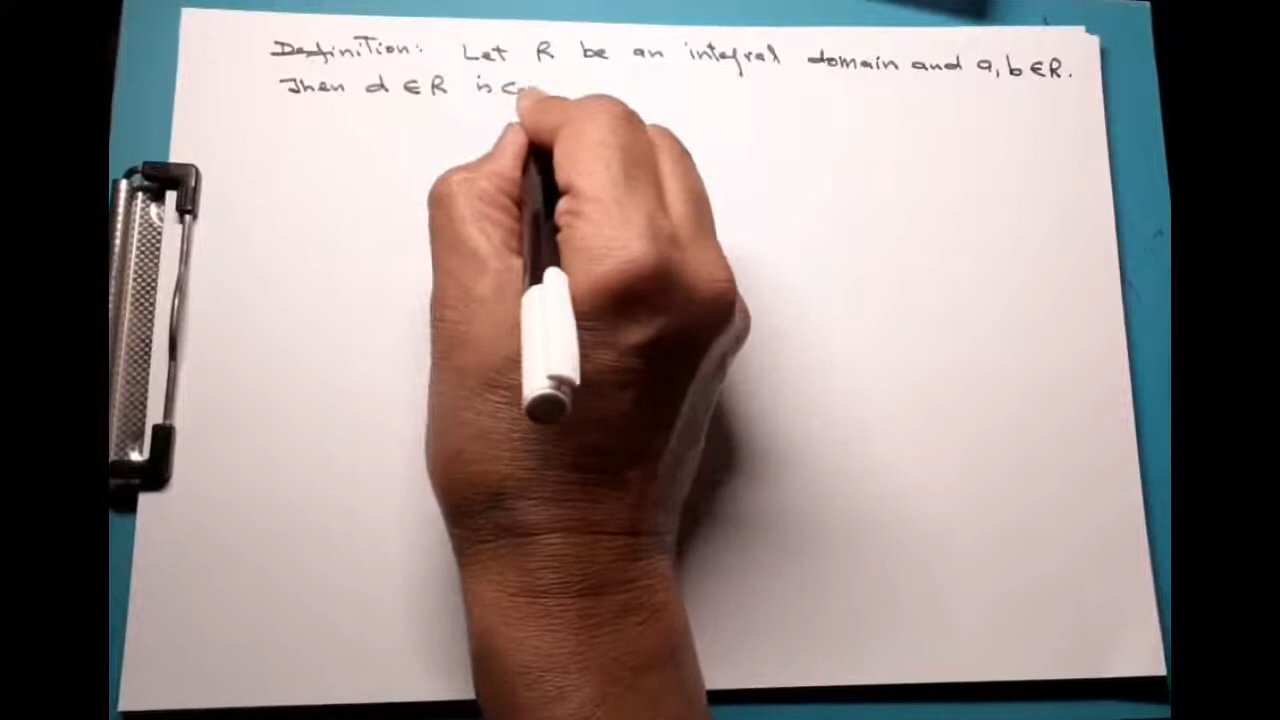 Definition: Let R be an integral domain and a, b ∈ R.
Then d ∈ R is